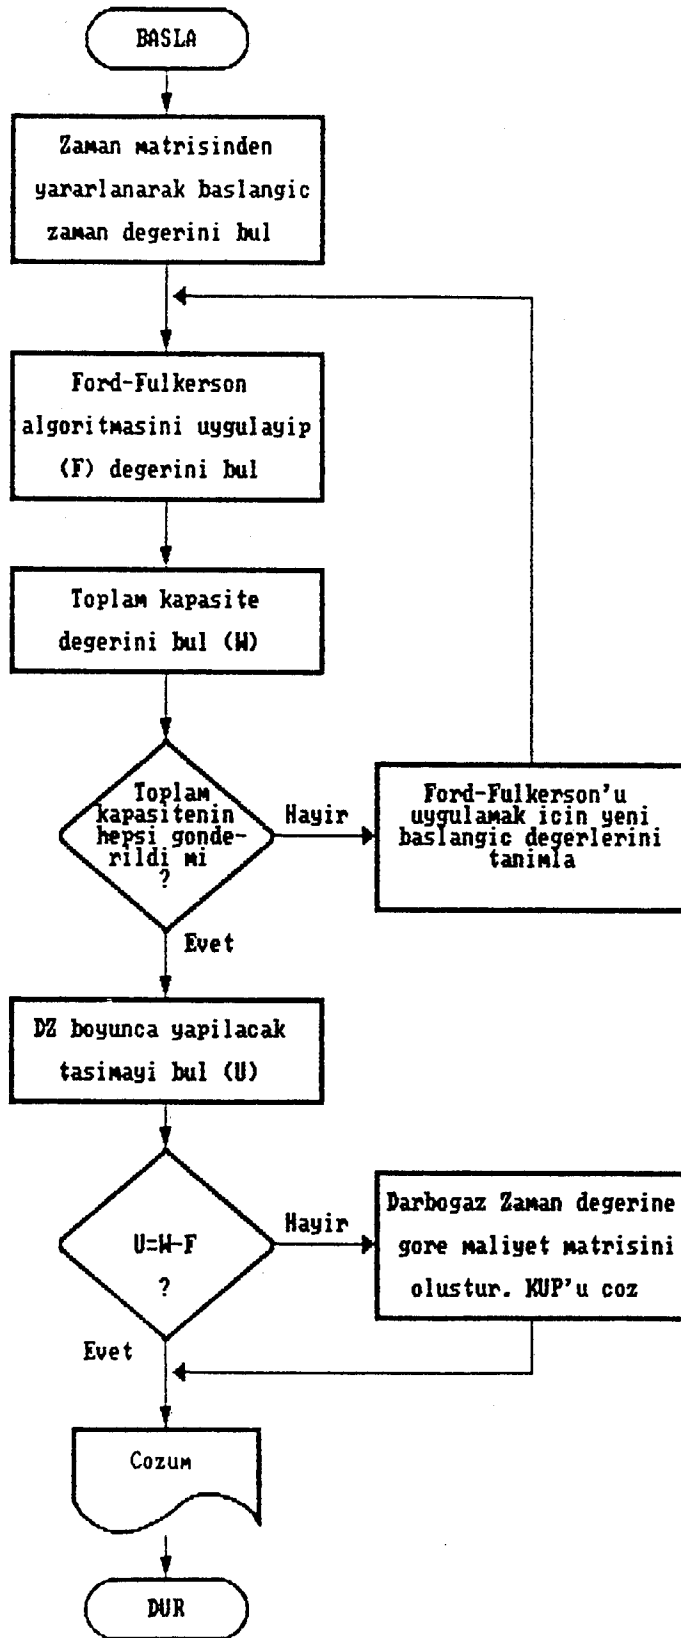 BASLA
Zaman matrisinden
yararlanarak baslangic
zaman degerini bul
Ford-Fulkerson
algoritmasini uygulayip
(F) degerini bul
Toplam kapasite
degerini bul (W)
Toplam
kapasitenin
hepsi gonde-
rildi mi
?
Hayir
Ford-Fulkerson'u
uygulamak icin yeni
baslangic degerlerini
tanimla
Evet
DZ boyunca yapilacak
tasimayi bul (U)
U=W-F
?
Hayir
Darbogaz Zaman degerine
gore maliyet matrisini
olustur. KUP'u coz
Evet
Cozum
DUR